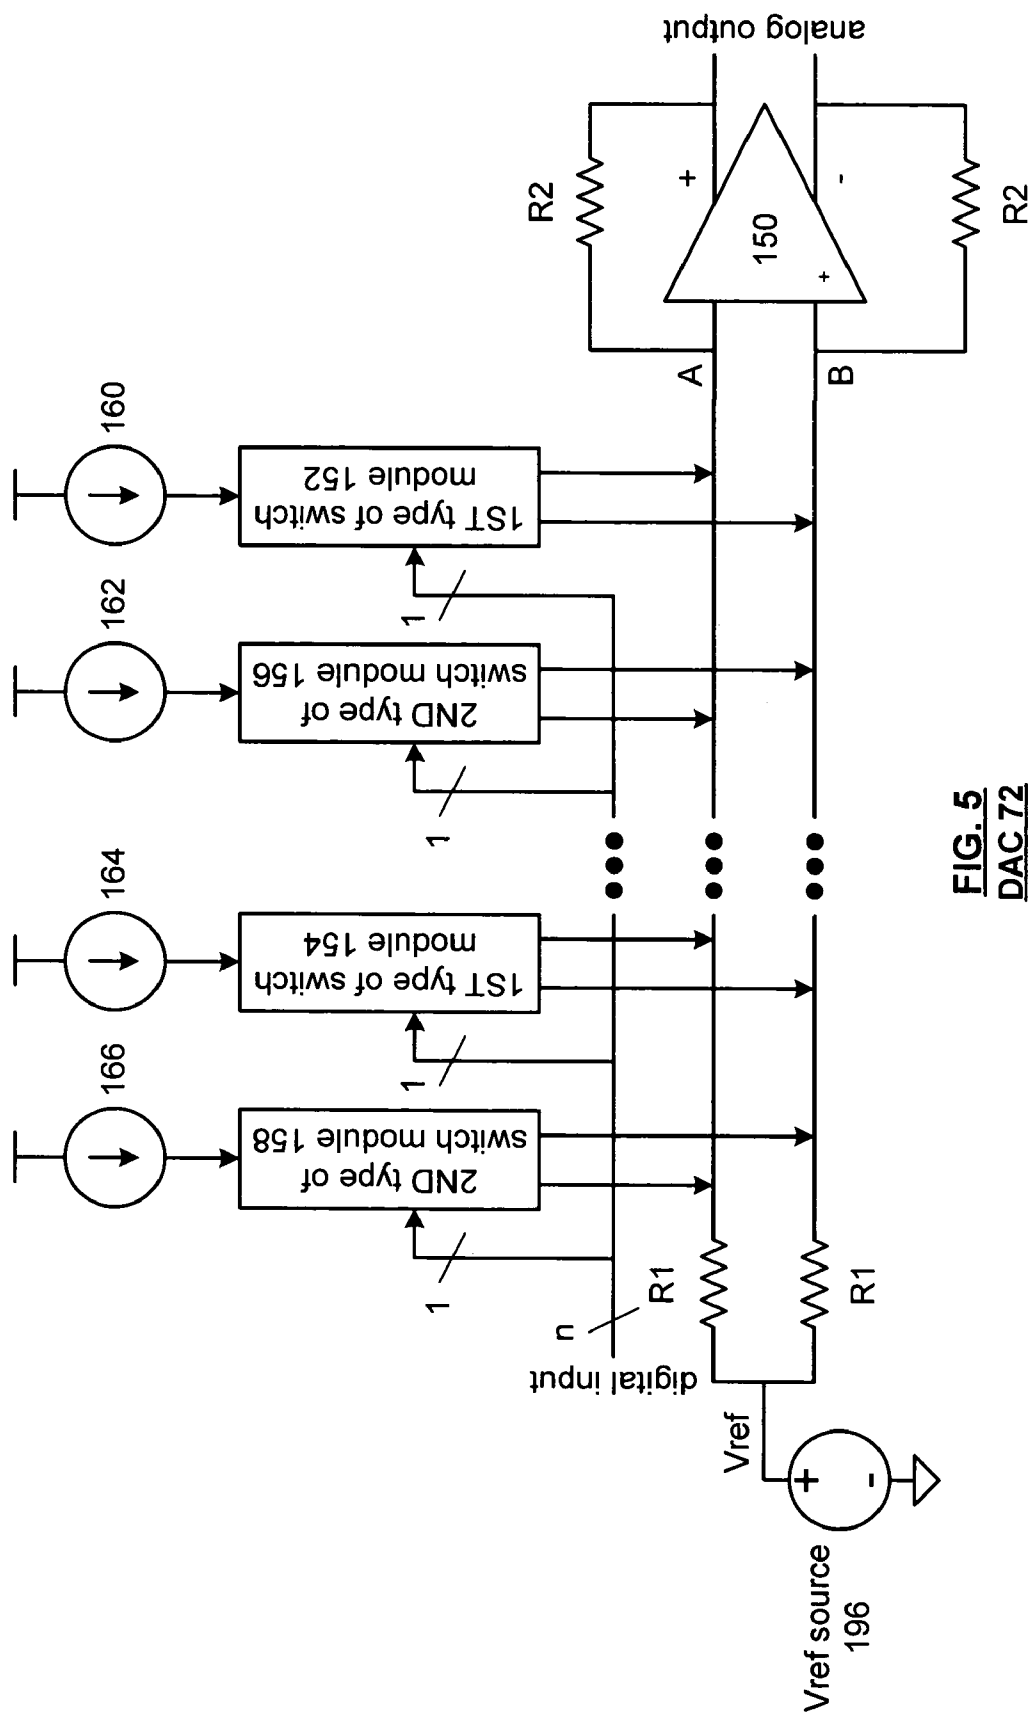 160
162
164
166
1ST type of switch
module 152
2ND type of
switch module 156
1ST type of switch
module 154
2ND type of
switch module 158
1
1
1
1
n
digital input
R1
R1
Vref
+
-
Vref source
196
A
B
R2
R2
150
+
+
-
analog output
FIG. 5
DAC 72